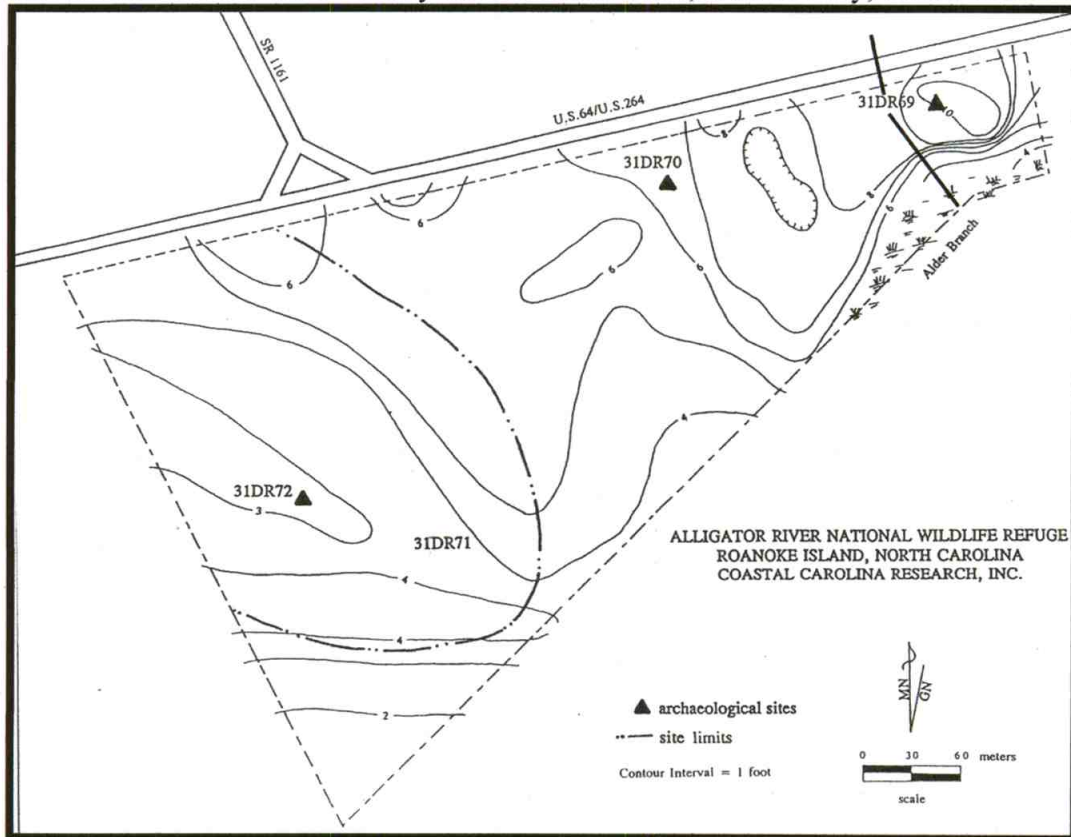 SR 1161
U.S.64/U.S.264
31DR69
10
8
31DR70
6
6
8
6
4
Alder Branch
6
6
4
31DR72
3
31DR71
4
4
2
ALLIGATOR RIVER NATIONAL WILDLIFE REFUGE
ROANOKE ISLAND, NORTH CAROLINA
COASTAL CAROLINA RESEARCH, INC.
MN
GN
archaeological sites
site limits
Contour Interval = 1 foot
0 30 60 meters
scale